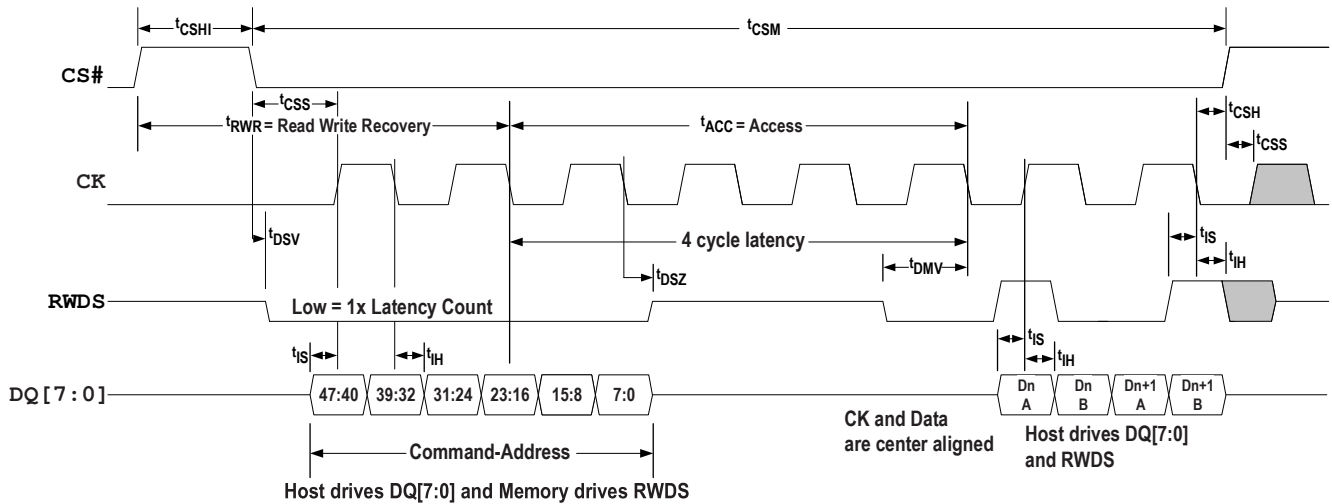 tCSHI
tCSM
CS#
tCSS
tCSH
tRWR = Read Write Recovery
tACC = Access
tCSS
CK
tDSV
4 cycle latency
tIS
tDMV
tIH
tDSZ
RWDS
Low = 1x Latency Count
tIS
tIH
tIS
tIH
DQ[7:0]
47:40 39:32 31:24 23:16 15:8 7:0
Dn A
Dn B
Dn+1 A
Dn+1 B
CK and Data
are center aligned
Host drives DQ[7:0]
and RWDS
Command-Address
Host drives DQ[7:0] and Memory drives RWDS